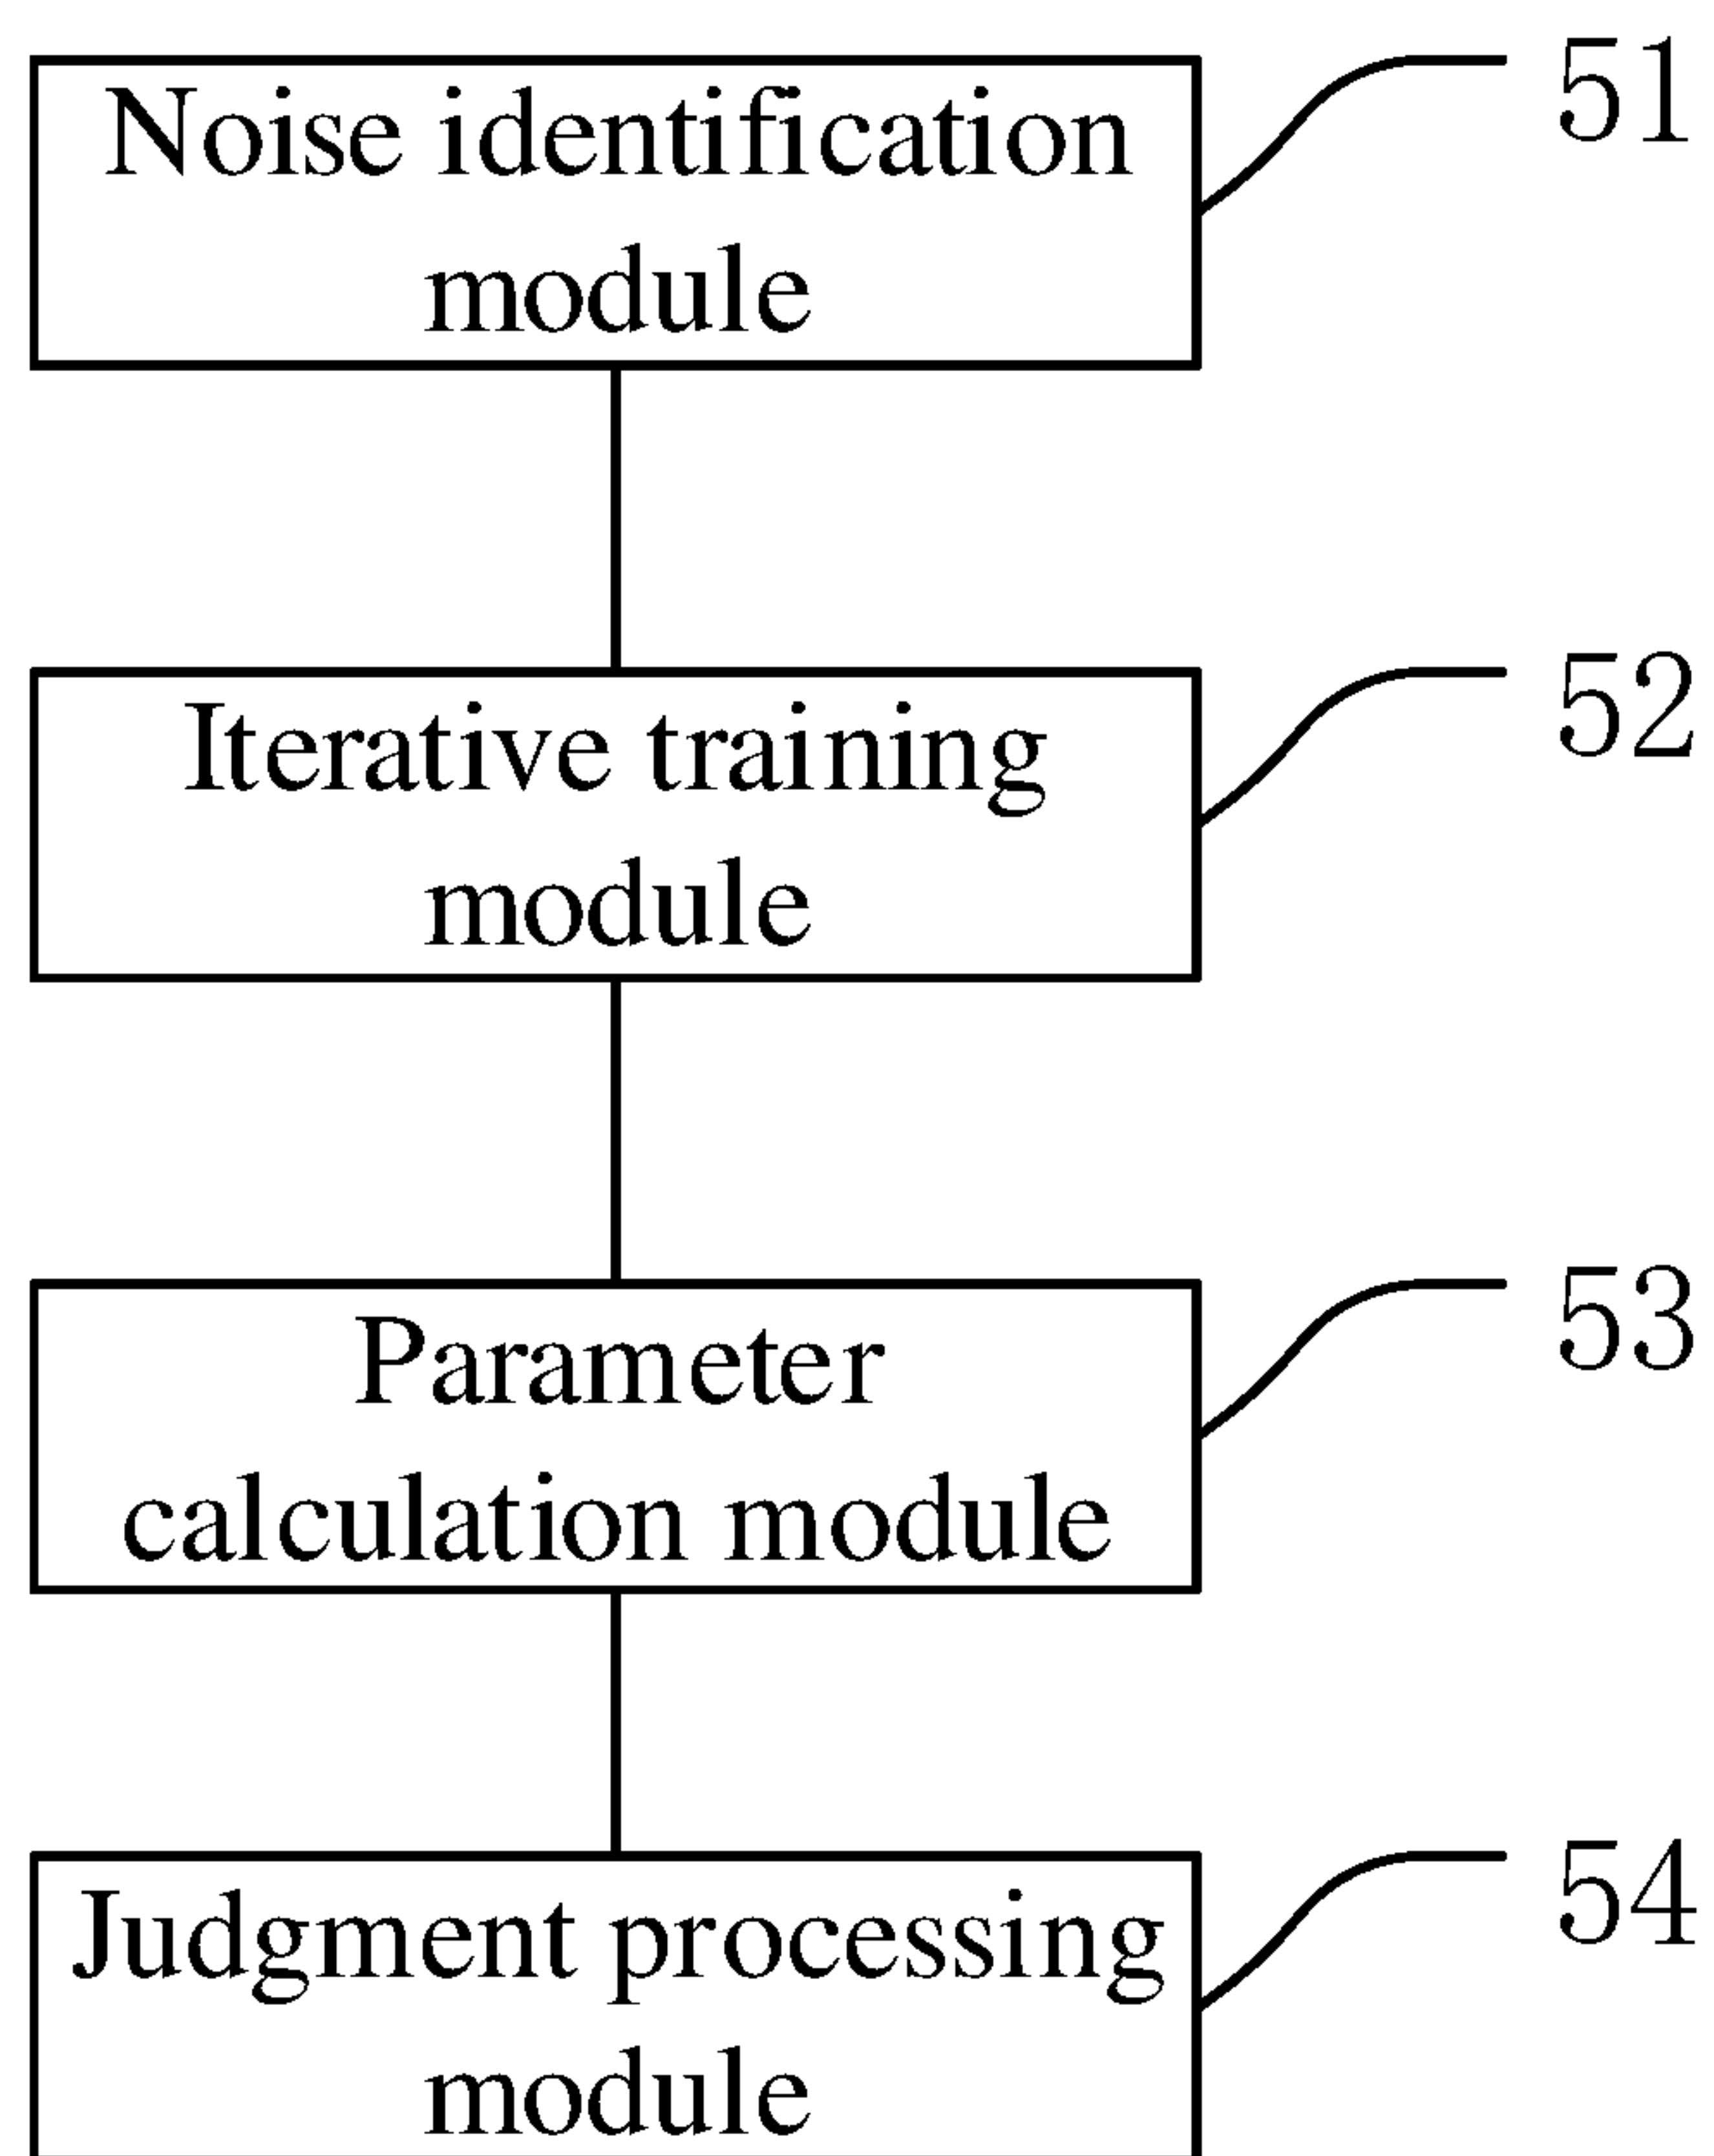 Noise identification
module
51
Iterative training
module
52
Parameter
calculation module
53
Judgment processing
module
54